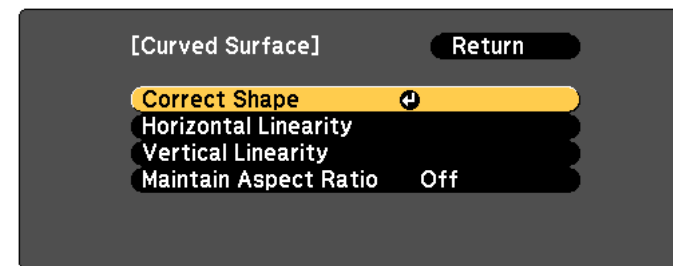 [Curved Surface] Return
Correct Shape
Horizontal Linearity
Vertical Linearity
Maintain Aspect Ratio Off